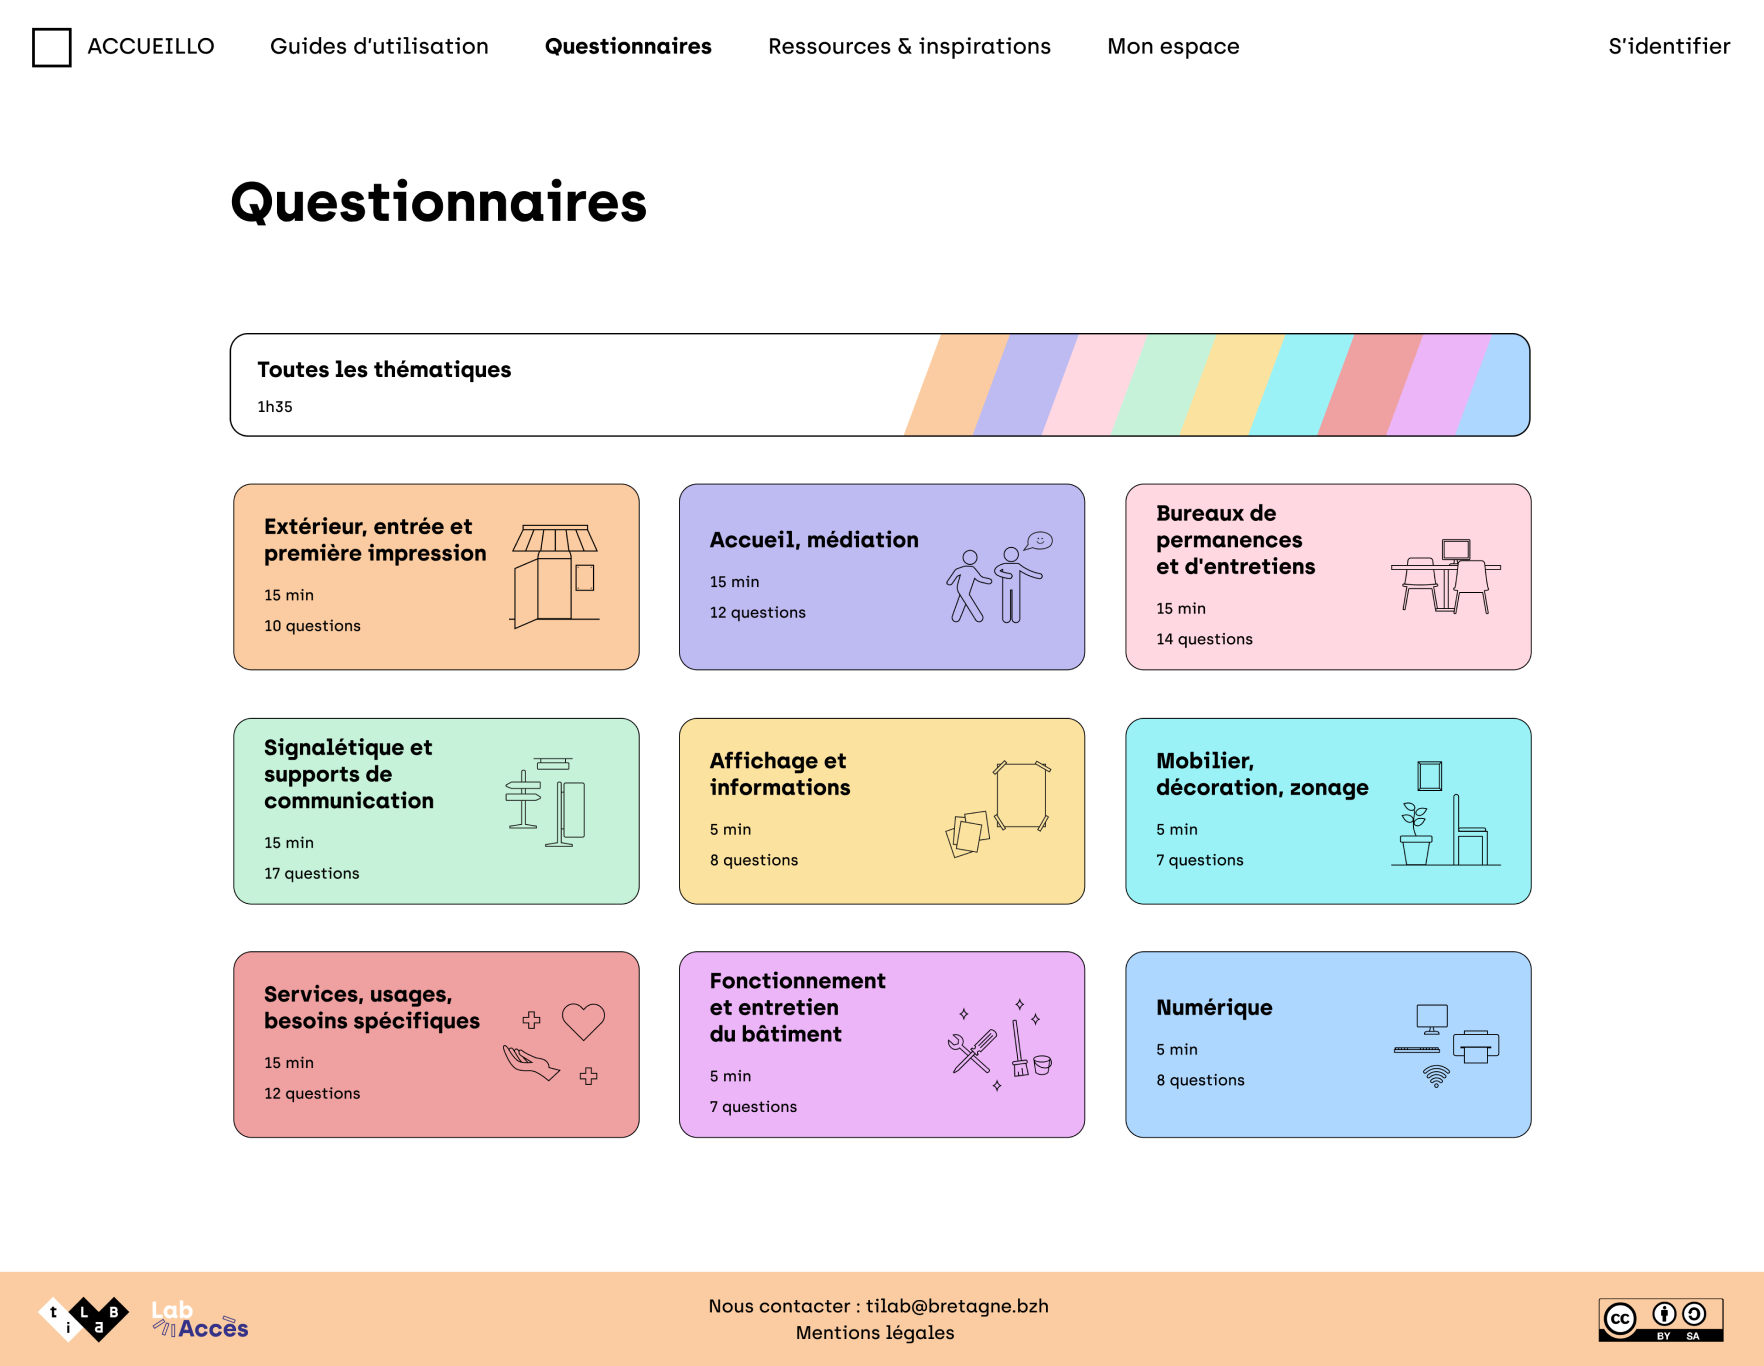 ACCUEILLO
Guides d'utilisation
Questionnaires
Ressources & inspirations
Mon espace
S'identifier
Questionnaires
Toutes les thématiques
1h35
Extérieur, entrée et
première impression
15 min
10 questions
Accueil, médiation
15 min
12 questions
Bureaux de
permanences
et d'entretiens
15 min
14 questions
Signalétique et
supports de
communication
15 min
17 questions
Affichage et
informations
5 min
8 questions
Mobilier,
décoration, zonage
5 min
7 questions
Services, usages,
besoins spécifiques
15 min
12 questions
Fonctionnement
et entretien
du bâtiment
5 min
7 questions
Numérique
5 min
8 questions
t i L a B
Lab
Accès
Nous contacter : tilab@bretagne.bzh
Mentions légales
cc
BY SA